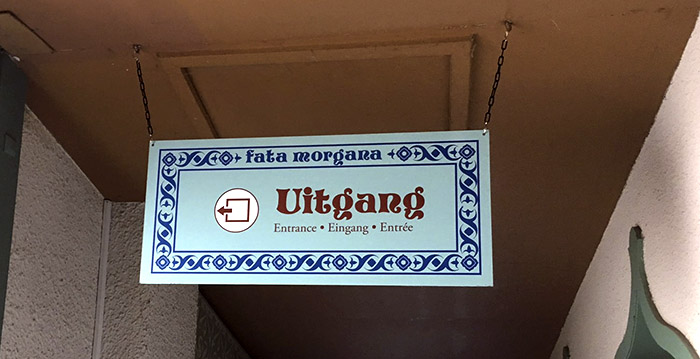 fata morgana
Uitgang
Entrance • Eingang • Entrée